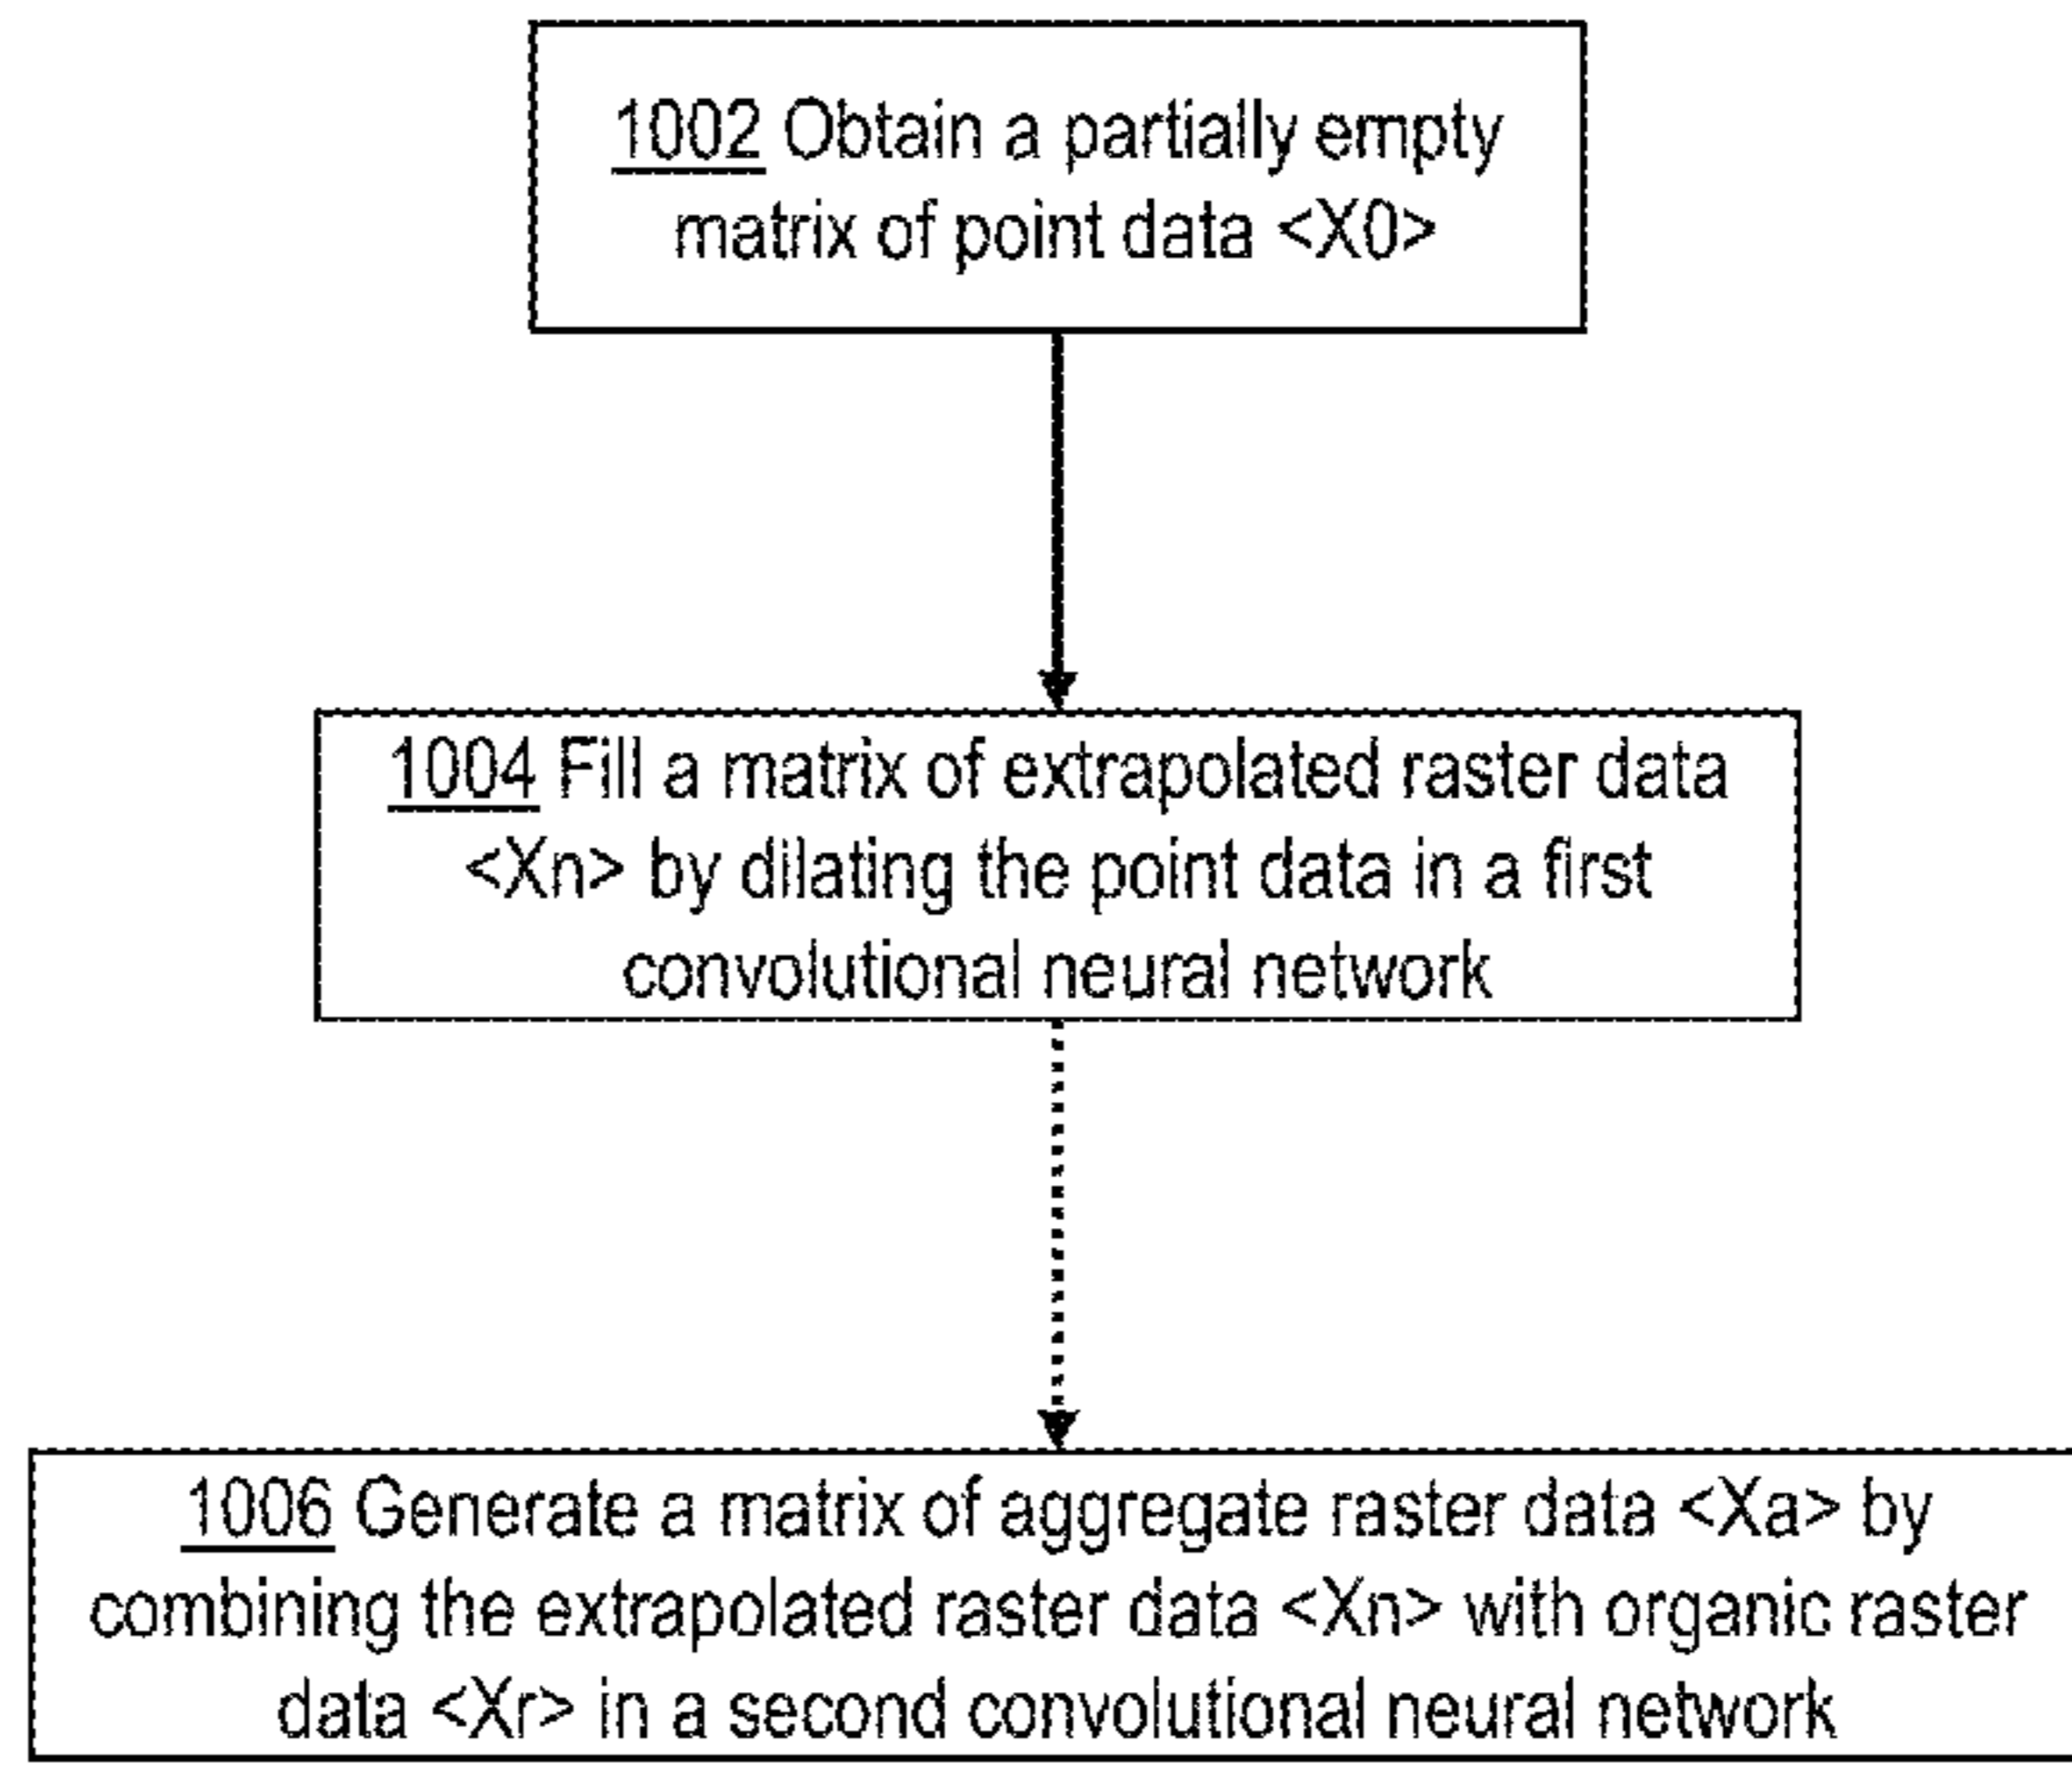 1002 Obtain a partially empty
matrix of point data <X0>
1004 Fill a matrix of extrapolated raster data
<Xn> by dilating the point data in a first
convolutional neural network
1006 Generate a matrix of aggregate raster data <Xa> by
combining the extrapolated raster data <Xn> with organic raster
data <Xr> in a second convolutional neural network